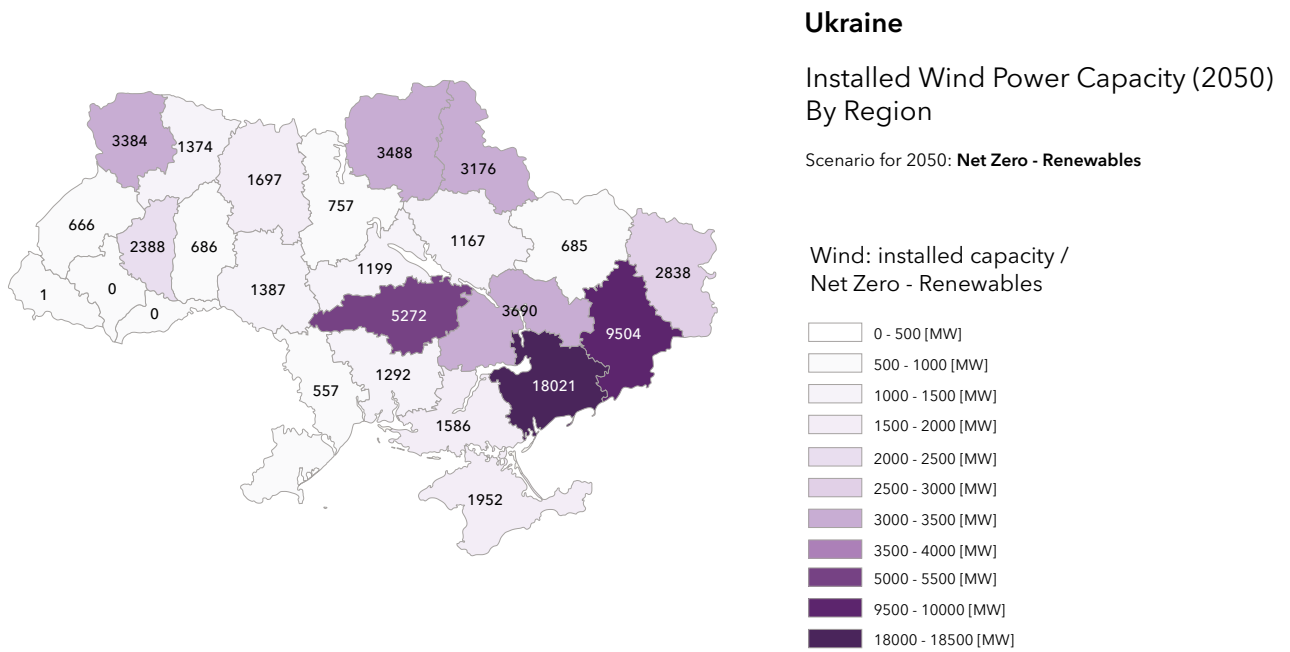 Ukraine
Installed Wind Power Capacity (2050)
By Region
Scenario for 2050: Net Zero - Renewables
3384
1374
3488
3176
1697
757
666
2388
686
1167
685
2838
1
0
0
1387
1199
5272
3690
9504
557
1292
18021
1586
1952
Wind: installed capacity /
Net Zero - Renewables
0 - 500 [MW]
500 - 1000 [MW]
1000 - 1500 [MW]
1500 - 2000 [MW]
2000 - 2500 [MW]
2500 - 3000 [MW]
3000 - 3500 [MW]
3500 - 4000 [MW]
5000 - 5500 [MW]
9500 - 10000 [MW]
18000 - 18500 [MW]